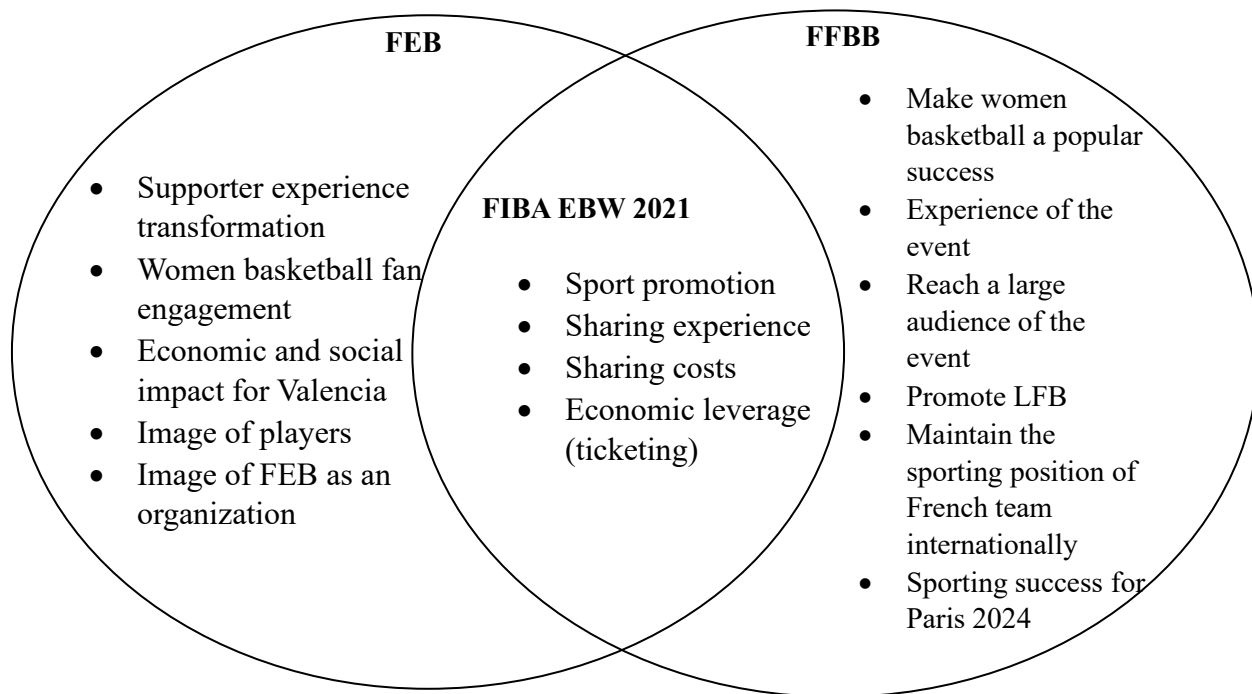 FEB
• Supporter experience
transformation
• Women basketball fan
engagement
• Economic and social
impact for Valencia
• Image of players
• Image of FEB as an
organization
FIBA EBW 2021
• Sport promotion
• Sharing experience
• Sharing costs
• Economic leverage
(ticketing)
FFBB
• Make women
basketball a popular
success
• Experience of the
event
• Reach a large
audience of the
event
• Promote LFB
• Maintain the
sporting position of
French team
internationally
• Sporting success for
Paris 2024